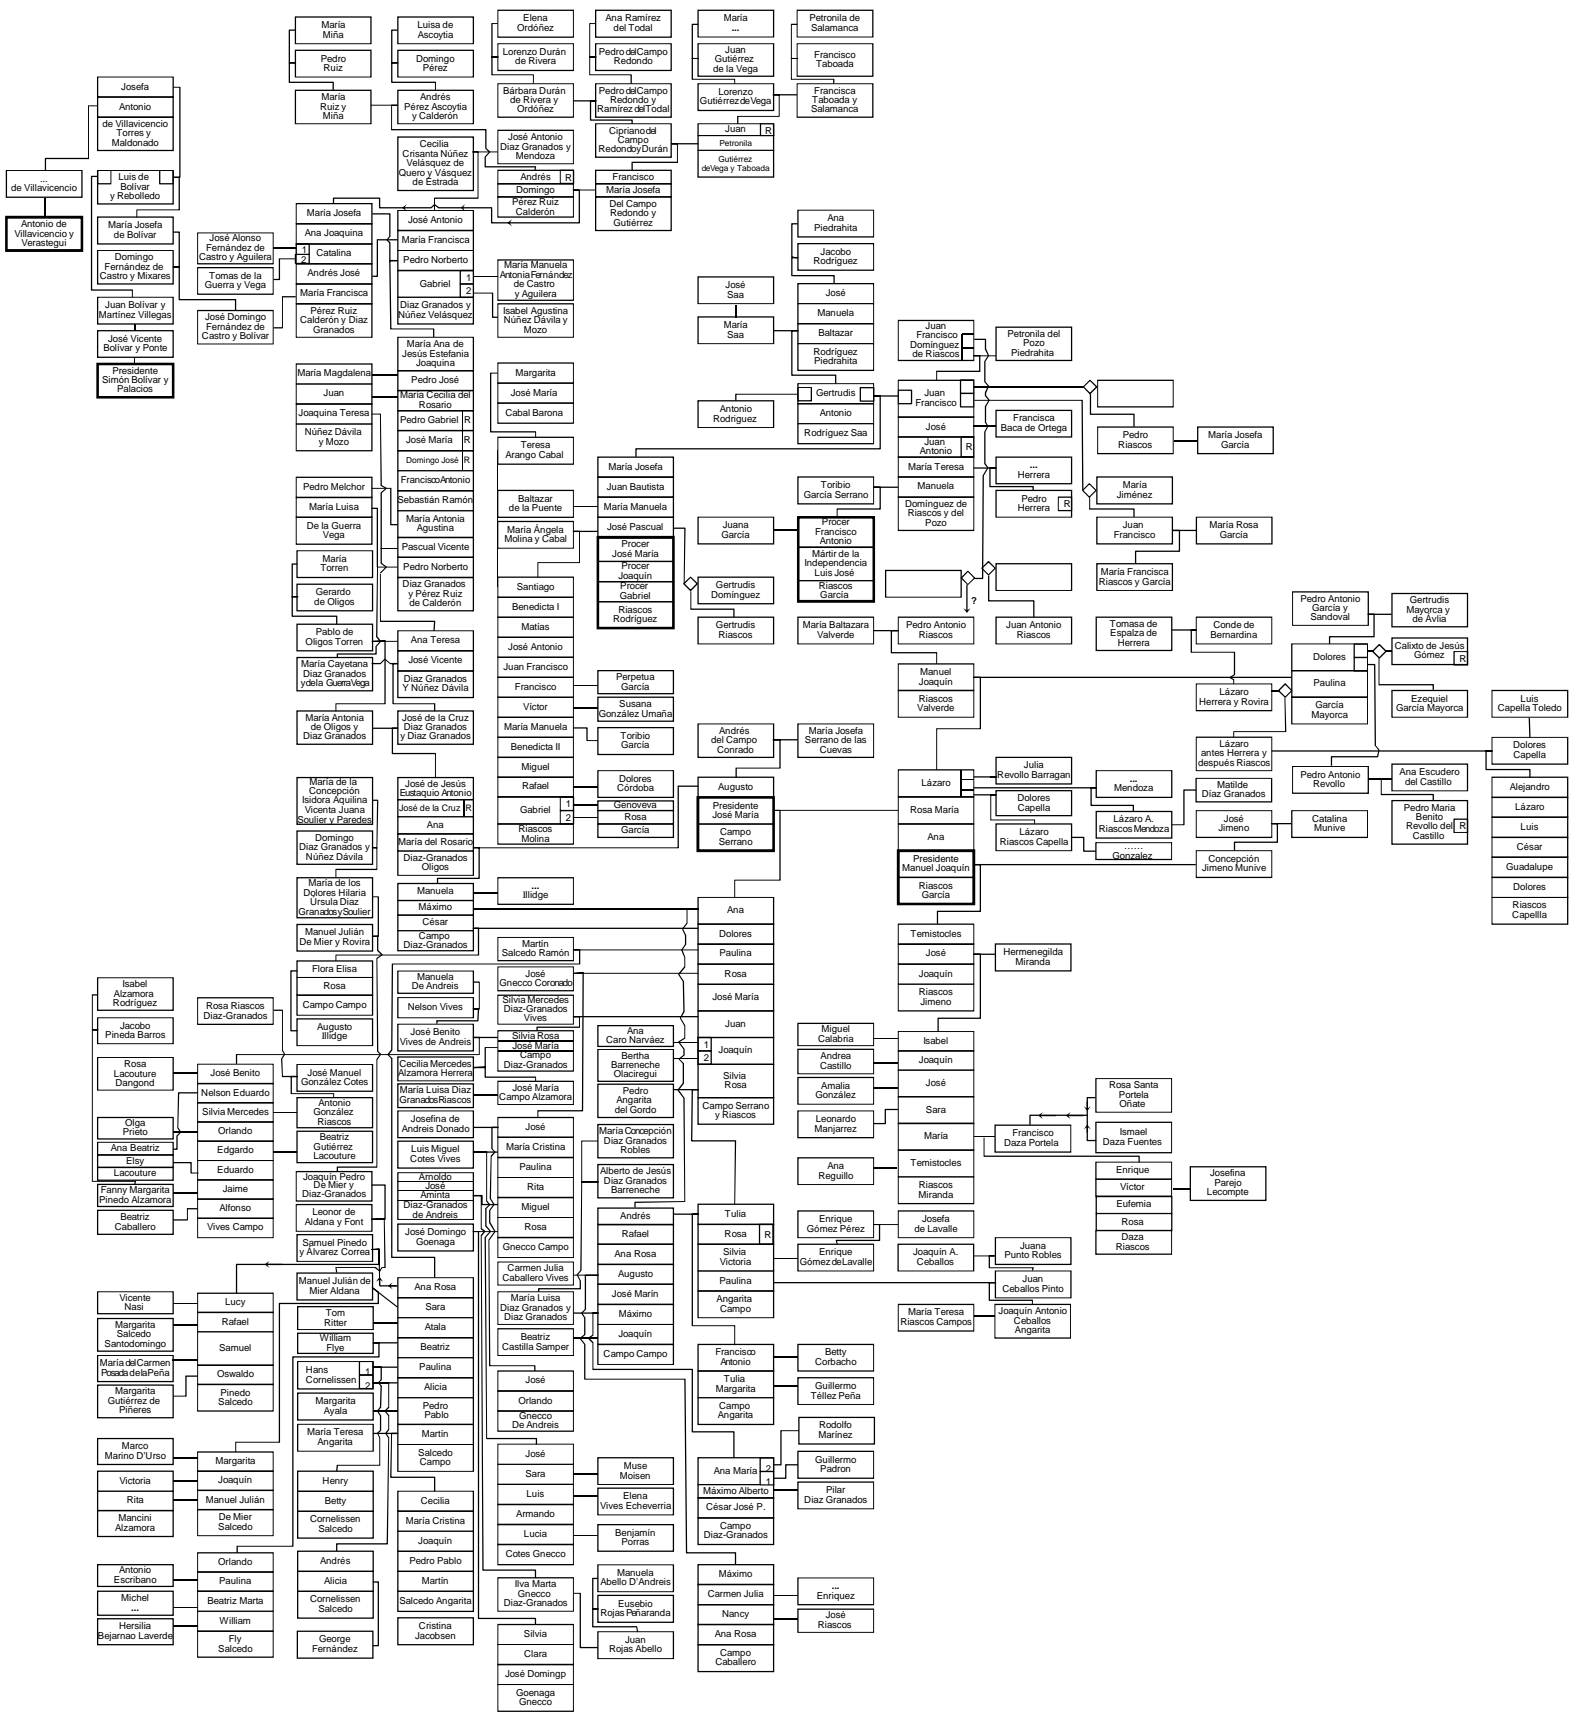 María
Miña
Pedro
Ruiz
María
Ruiz y
Miña
Luisa de
Ascoytia
Domingo
Pérez
Andrés
Pérez Ascoytia
y Calderón
Elena
Ordóñez
Lorenzo Durán
de Rivera
Bárbara Durán
de Rivera y
Ordóñez
Ana Ramírez
del Todal
Pedro del Campo
Redondo
Pedro del Campo
Redondo y
Ramírez del Todal
María
...
Juan
Gutiérrez
de la Vega
Lorenzo
Gutiérrez de Vega
Petronila de
Salamanca
Francisco
Taboada
Francisca
Taboada y
Salamanca
Josefa
Antonio
de Villavicencio
Torres y
Maldonado
...
de Villavicencio
Antonio de
Villavicencio y
Verastegui
Luis de
Bolívar
y Rebolledo
María Josefa
de Bolívar
Domingo
Fernández de
Castro y Mixares
Juan Bolívar y
Martínez Villegas
José Vicente
Bolívar y Ponte
Presidente
Simón Bolívar y
Palacios
Cecilia
Crisanta Núñez
Velásquez de
Quero y Vásquez
de Estrada
José Antonio
Diaz Granados y
Mendoza
Cipriano del
Campo
Redondo y Durán
Juan R
Petronila
Gutiérrez
de Vega y Taboada
Andrés R
Domingo
Pérez Ruiz
Calderón
Francisco
María Josefa
Del Campo
Redondo y
Gutiérrez
José Alonso
Fernández de
Castro y Aguilera
Tomas de la
Guerra y Vega
José Domingo
Fernández de
Castro y Bolívar
María Josefa
Ana Joaquina
1
2 Catalina
Andrés José
María Francisca
Pérez Ruiz
Calderón y Diaz
Granados
José Antonio
María Francisca
Pedro Norberto
Gabriel 1
2
Diaz Granados y
Núñez Velásquez
María Manuela
Antonia Fernández
de Castro
y Aguilera
Isabel Agustina
Núñez Dávila y
Mozo
María Magdalena
Juan
Joaquina Teresa
Núñez Dávila
y Mozo
María Ana de
Jesús Estefania
Joaquina
Pedro José
María Cecilia del
Rosario
Pedro Gabriel R
José María R
Domingo José R
Francisco Antonio
Sebastián Ramón
María Antonia
Agustina
Pascual Vicente
Pedro Norberto
Diaz Granados
y Pérez Ruiz
de Calderón
Pedro Melchor
María Luisa
De la Guerra
Vega
María
Torren
Gerardo
de Oligos
Pablo de
Oligos Torren
María Cayetana
Diaz Granados
y de la Guerra Vega
Ana Teresa
José Vicente
Diaz Granados
Y Núñez Dávila
María Antonia
de Oligos y
Diaz Granados
José de la Cruz
Diaz Granados
y Diaz Granados
Margarita
José María
Cabal Barona
Teresa
Arango Cabal
Baltazar
de la Puente
María Ángela
Molina y Cabal
José
Saa
María
Saa
Ana
Piedrahita
Jacobo
Rodríguez
José
Manuela
Baltazar
Rodríguez
Piedrahita
Antonio
Rodriguez
Gertrudis
Antonio
Rodríguez Saa
Juan
Francisco
Domínguez
de Riascos
Petronila del
Pozo
Piedrahita
Juan
Francisco
José
Juan
Antonio R
María Teresa
Manuela
Domínguez de
Riascos y del
Pozo
Francisca
Baca de Ortega
...
Herrera
Pedro
Herrera R
Pedro
Riascos
María Josefa
García
María
Jiménez
Juan
Francisco
María Rosa
García
María Francisca
Riascos y García
María Josefa
Juan Bautista
María Manuela
José Pascual
Procer
José María
Procer
Joaquín
Procer
Gabriel
Riascos
Rodríguez
Toribio
García Serrano
Juana
García
Procer
Francisco
Antonio
Mártir de la
Independencia
Luis José
Riascos
García
Gertrudis
Domínguez
Gertrudis
Riascos
?
María Baltazara
Valverde
Pedro Antonio
Riascos
Juan Antonio
Riascos
Manuel
Joaquín
Riascos
Valverde
Tomasa de
Espalza de
Herrera
Conde de
Bernardina
Lázaro
Herrera y Rovira
Pedro Antonio
García y
Sandoval
Gertrudis
Mayorca
de Avlia
Dolores
Paulina
García
Mayorca
Calixto de Jesús
Gómez R
Ezequiel
García Mayorca
Lázaro
antes Herrera y
después Riascos
Luis
Capella Toledo
Dolores
Capella
Alejandro
Lázaro
Luis
César
Guadalupe
Dolores
Riascos
Capellla
Santiago
Benedicta I
Matías
José Antonio
Juan Francisco
Francisco
Víctor
María Manuela
Benedicta II
Miguel
Rafael
Gabriel 1
2
Riascos
Molina
Perpetua
García
Susana
González Umaña
Toribio
García
Dolores
Córdoba
Genoveva
Rosa
García
Andrés
del Campo
Conrado
María Josefa
Serrano de las
Cuevas
Augusto
Presidente
José María
Campo
Serrano
Lázaro
Rosa María
Ana
Presidente
Manuel Joaquín
Riascos
García
Julia
Revollo Barragan
Dolores
Capella
Lázaro
Riascos Capella
...
Mendoza
Lázaro A.
Riascos Mendoza
......
Gonzalez
Matilde
Díaz Granados
Pedro Antonio
Revollo
Ana Escudero
del Castillo
Pedro María
Benito
Revollo del
Castillo R
José
Jimeno
Catalina
Munive
Concepción
Jimeno Munive
María de la
Concepción
Isidora Aquilina
Vicenta Juana
Soulier y Paredes
Domingo
Diaz Granados y
Núñez Dávila
María de los
Dolores Hilaria
Ursula Diaz
Granados y Soulier
Manuel Julián
De Mier y Rovira
José de Jesús
Eustaquio Antonio
José de la Cruz R
Ana
María del Rosario
Diaz-Granados
Oligos
Manuela
Máximo
César
Campo
Diaz-Granados
...
Illidge
Ana
Dolores
Paulina
Rosa
José María
Juan
1
2 Joaquín
Silvia
Rosa
Campo Serrano
y Riascos
Temistocles
José
Joaquín
Riascos
Jimeno
Hermenegilda
Miranda
Flora Elisa
Rosa
Campo Campo
Augusto
Illidge
Manuela
De Andreis
Nelson Vives
José Benito
Vives de Andreis
Martín
Salcedo Ramón
José
Gnecco Coronado
Silvia Mercedes
Diaz-Granados
Vives
Silvia Rosa
José María
Campo
Diaz-Granados
Cecilia Mercedes
Alzamora Herrera
María Luisa Diaz
Granados Riascos
José María
Campo Alzamora
Ana
Caro Narváez
Bertha
Barreneche
Olaciregui
Pedro
Angarita
del Gordo
Isabel
Alzamora
Rodríguez
Jacobo
Pineda Barros
Rosa Riascos
Diaz-Granados
Rosa
Lacouture
Dangond
José Manuel
González Cotes
Antonio
González
Riascos
Beatriz
Gutiérrez
Lacouture
Olga
Prieto
Ana Beatriz
Elsy
Lacouture
Fanny Margarita
Pinedo Alzamora
Beatriz
Caballero
José Benito
Nelson Eduardo
Silvia Mercedes
Orlando
Edgardo
Eduardo
Jaime
Alfonso
Vives Campo
Miguel
Calabria
Andrea
Castillo
Amalia
González
Leonardo
Manjarrez
Ana
Reguillo
Isabel
Joaquín
José
Sara
María
Temistocles
Riascos
Miranda
Francisco
Daza Portela
Rosa Santa
Portela
Oñate
Ismael
Daza Fuentes
Enrique
Victor
Eufemia
Rosa
Daza
Riascos
Josefina
Parejo
Lecompte
Josefina de
Andreis Donado
Luis Miguel
Cotes Vives
Arnoldo
José
Aminta
Diaz-Granados
de Andreis
José Domingo
Goenaga
José
María Cristina
Paulina
Rita
Miguel
Rosa
Gnecco Campo
María Concepción
Diaz Granados
Robles
Alberto de Jesús
Diaz Granados
Barreneche
Joaquín Pedro
De Mier y
Diaz-Granados
Leonor de
Aldana y Font
Samuel Pinedo
y Álvarez Correa
Manuel Julián de
Mier Aldana
Carmen Julia
Caballero Vives
María Luisa
Diaz Granados y
Diaz Granados
Beatriz
Castilla Samper
Andrés
Rafael
Ana Rosa
Augusto
José Marín
Máximo
Joaquín
Campo Campo
Tulia
Rosa R
Silvia
Victoria
Paulina
Angarita
Campo
Enrique
Gómez Pérez
Josefa
de Lavalle
Enrique
Gómez de Lavalle
Joaquín A.
Ceballos
Juana
Punto Robles
Juan
Ceballos Pinto
María Teresa
Riascos Campos
Joaquín Antonio
Ceballos
Angarita
Vicente
Nasi
Margarita
Salcedo
Santodomingo
María del Carmen
Posada de la Peña
Margarita
Gutiérrez de
Piñeres
Lucy
Rafael
Samuel
Oswaldo
Pinedo
Salcedo
Tom
Ritter
William
Flye
Hans
Cornelissen 1
2
Margarita
Ayala
María Teresa
Angarita
Ana Rosa
Sara
Atala
Beatriz
Paulina
Alicia
Pedro
Pablo
Martín
Salcedo
Campo
José
Orlando
Gnecco
De Andreis
Francisco
Antonio
Tulia
Margarita
Campo
Angarita
Betty
Corbacho
Guillermo
Téllez Peña
Marco
Marino D'Urso
Victoria
Rita
Mancini
Alzamora
Margarita
Joaquín
Manuel Julián
De Mier
Salcedo
Henry
Betty
Cornelissen
Salcedo
Cecilia
María Cristina
Joaquín
Pedro Pablo
Martín
Salcedo Angarita
Cristina
Jacobsen
José
Sara
Luis
Armando
Lucia
Cotes Gnecco
Muse
Moisen
Elena
Vives Echeverria
Benjamín
Porras
Ana María 2
1
Máximo Alberto
César José P.
Campo
Diaz-Granados
Rodolfo
Marínez
Guillermo
Padron
Pilar
Diaz Granados
Antonio
Escribano
Michel
...
Hersilia
Bejarnao Laverde
Orlando
Paulina
Beatriz Marta
William
Fly
Salcedo
Andrés
Alicia
Cornelissen
Salcedo
George
Fernández
Ilva Marta
Gnecco
Diaz-Granados
Silvia
Clara
José Domingp
Goenaga
Gnecco
Manuela
Abello D'Andreis
Eusebio
Rojas Peñaranda
Juan
Rojas Abello
Máximo
Carmen Julia
Nancy
Ana Rosa
Campo
Caballero
...
Enriquez
José
Riascos